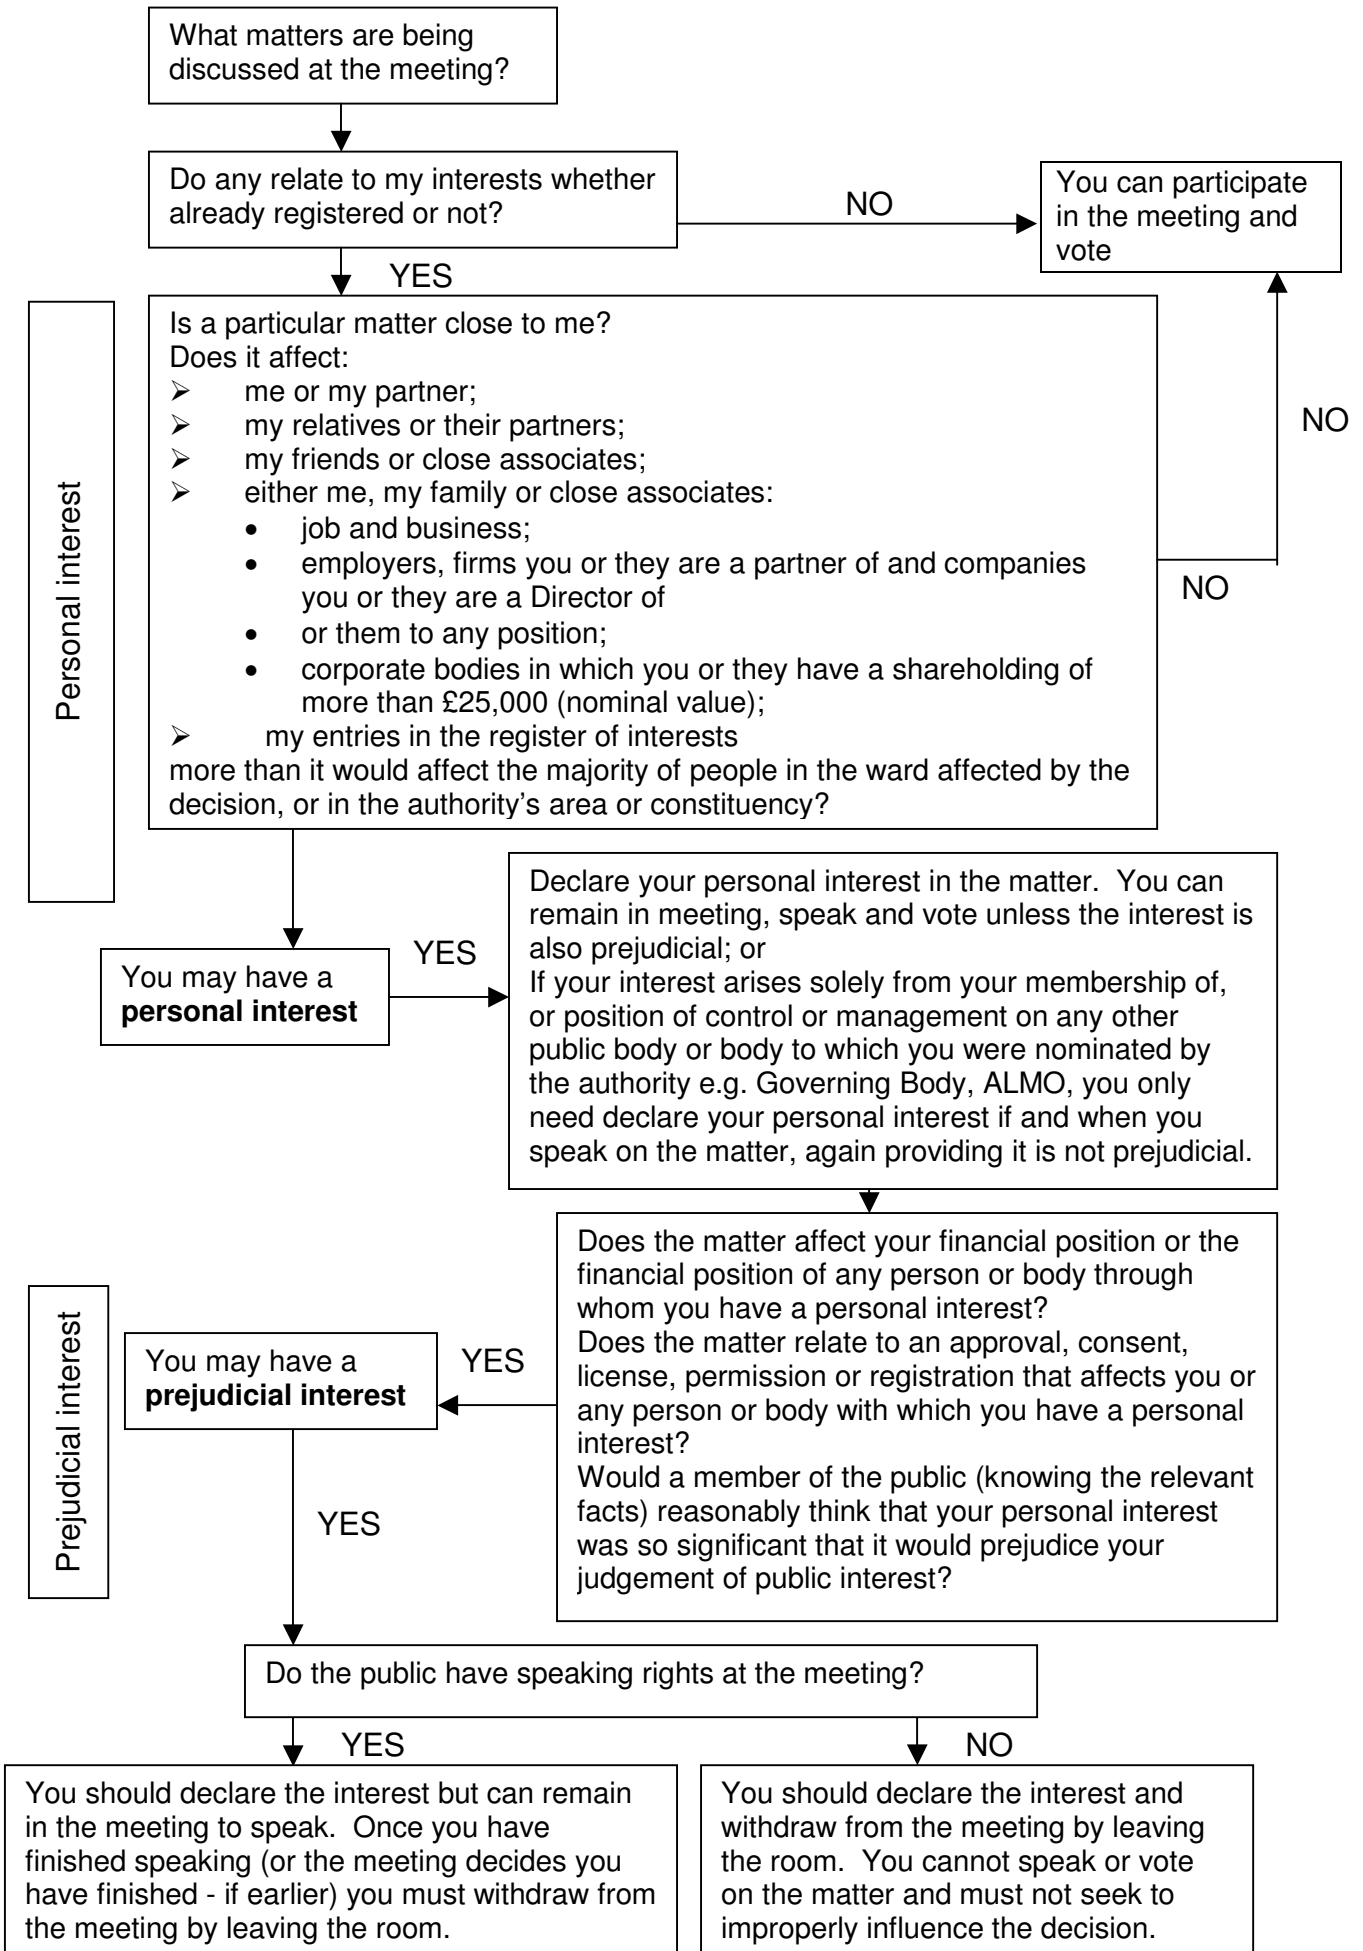 What matters are being
discussed at the meeting?
Do any relate to my interests whether
already registered or not?
NO
You can participate
in the meeting and
vote
YES
Personal interest
Is a particular matter close to me?
Does it affect:
➢ me or my partner;
➢ my relatives or their partners;
➢ my friends or close associates;
➢ either me, my family or close associates:
• job and business;
• employers, firms you or they are a partner of and companies
you or they are a Director of
• or them to any position;
• corporate bodies in which you or they have a shareholding of
more than £25,000 (nominal value);
➢ my entries in the register of interests
more than it would affect the majority of people in the ward affected by the
decision, or in the authority’s area or constituency?
NO
NO
You may have a
personal interest
YES
Declare your personal interest in the matter. You can
remain in meeting, speak and vote unless the interest is
also prejudicial; or
If your interest arises solely from your membership of,
or position of control or management on any other
public body or body to which you were nominated by
the authority e.g. Governing Body, ALMO, you only
need declare your personal interest if and when you
speak on the matter, again providing it is not prejudicial.
Prejudicial interest
You may have a
prejudicial interest
YES
Does the matter affect your financial position or the
financial position of any person or body through
whom you have a personal interest?
Does the matter relate to an approval, consent,
license, permission or registration that affects you or
any person or body with which you have a personal
interest?
Would a member of the public (knowing the relevant
facts) reasonably think that your personal interest
was so significant that it would prejudice your
judgement of public interest?
YES
Do the public have speaking rights at the meeting?
YES
NO
You should declare the interest but can remain
in the meeting to speak. Once you have
finished speaking (or the meeting decides you
have finished - if earlier) you must withdraw from
the meeting by leaving the room.
You should declare the interest and
withdraw from the meeting by leaving
the room. You cannot speak or vote
on the matter and must not seek to
improperly influence the decision.